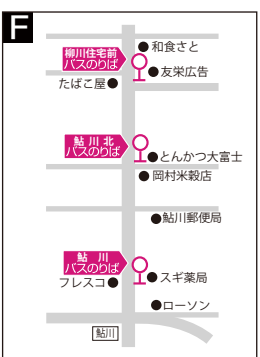 F
和食さと
柳川住宅前
バスのりば
友栄広告
たばこ屋
鮎川北
バスのりば
とんかつ大富士
岡村米穀店
鮎川郵便局
鮎川
バスのりば
フレスコ
スギ薬局
ローソン
鮎川